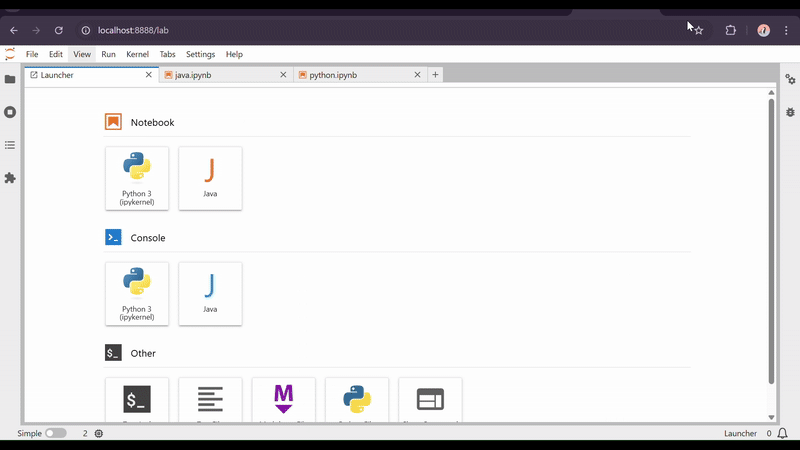 localhost:8888/lab
File Edit View Run Kernel Tabs Settings Help
Launcher java.ipynb python.ipynb
Notebook
Python 3
(ipykernel)
Java
Console
Python 3
(ipykernel)
Java
Other
$_
M
Simple 2 Launcher 0